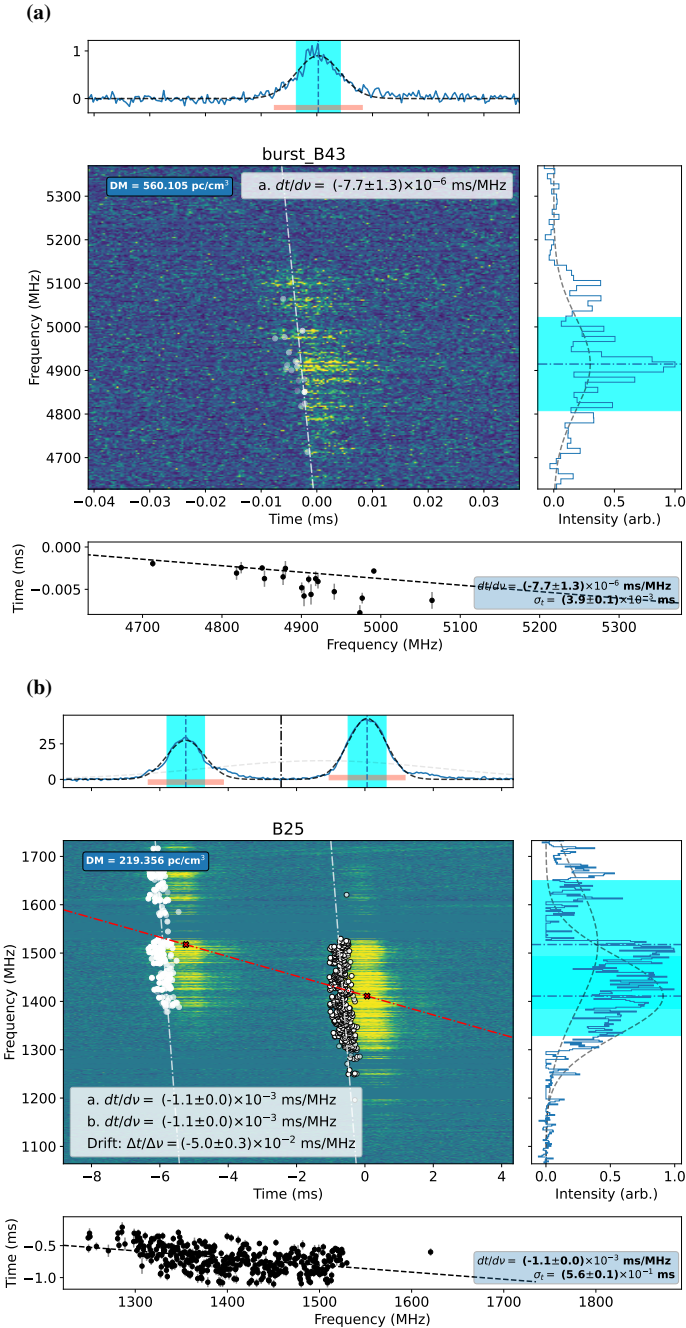 (a)
1
0
burst_B43
DM = 560.105 pc/cm³
a. dt/dν = (-7.7±1.3)×10⁻⁶ ms/MHz
5300
5200
5100
5000
4900
4800
4700
Frequency (MHz)
−0.04 −0.03 −0.02 −0.01 0.00 0.01 0.02 0.03
Time (ms)
0.0 0.5 1.0
Intensity (arb.)
0.000
−0.005
Time (ms)
dt/dν = (-7.7±1.3)×10⁻⁶ ms/MHz
σₜ = (3.9±0.1)×10⁻³ ms
4700 4800 4900 5000 5100 5200 5300
Frequency (MHz)
(b)
25
0
B25
DM = 219.356 pc/cm³
1700
1600
1500
1400
1300
1200
1100
Frequency (MHz)
a. dt/dν = (-1.1±0.0)×10⁻³ ms/MHz
b. dt/dν = (-1.1±0.0)×10⁻³ ms/MHz
Drift: Δt/Δν = (-5.0±0.3)×10⁻² ms/MHz
−8 −6 −4 −2 0 2 4
Time (ms)
0.0 0.5 1.0
Intensity (arb.)
−0.5
−1.0
Time (ms)
dt/dν = (-1.1±0.0)×10⁻³ ms/MHz
σₜ = (5.6±0.1)×10⁻¹ ms
1300 1400 1500 1600 1700 1800
Frequency (MHz)